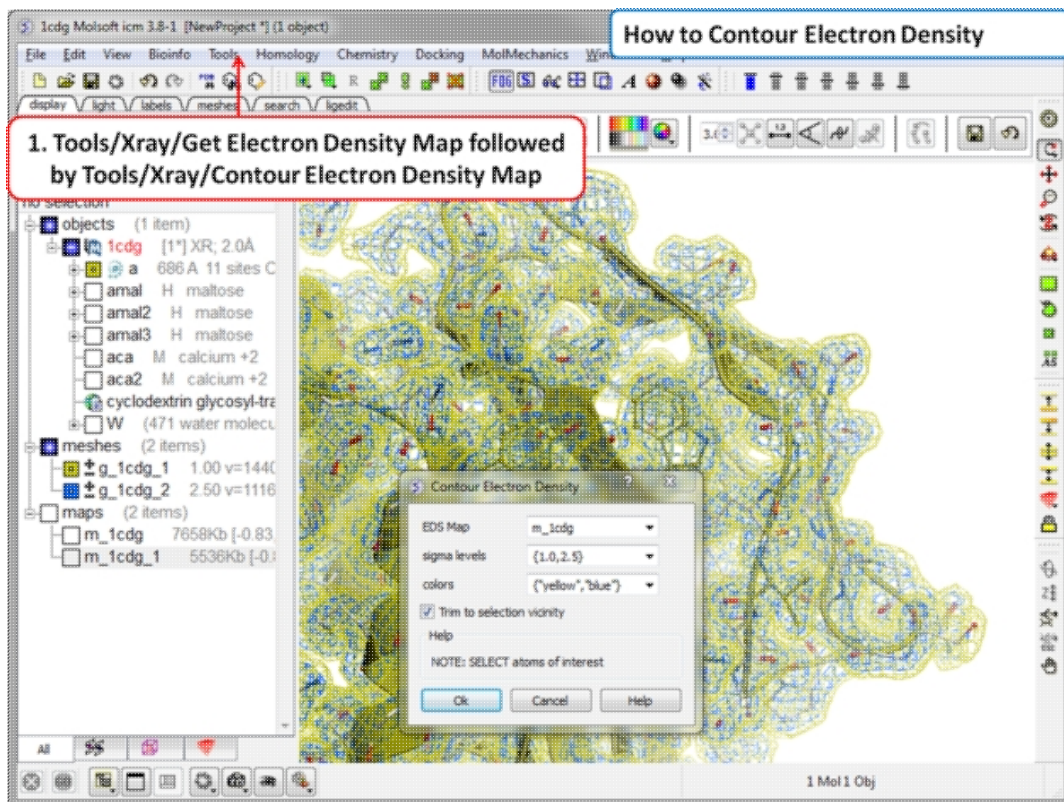 1cdg Molsoft icm 3.8-1 [NewProject *] (1 object)
How to Contour Electron Density
File Edit View Bioinfo Tools Homology Chemistry Docking MolMechanics
display light labels meshes search ligedit
1. Tools/Xray/Get Electron Density Map followed
by Tools/Xray/Contour Electron Density Map
no selection
objects (1 item)
1cdg [1*] XR; 2.0Å
a 686 A 11 sites C
amal H maltose
amal2 H maltose
amal3 H maltose
aca M calcium +2
aca2 M calcium +2
cyclodextrin glycosyl-tra
W (471 water molecu
meshes (2 items)
g_1cdg_1 1.00 v=1440
g_1cdg_2 2.50 v=1116
maps (2 items)
m_1cdg 7658Kb [-0.83,
m_1cdg_1 5536Kb [-0.8
Contour Electron Density
EDS Map m_1cdg
sigma levels {1.0,2.5}
colors {"yellow","blue"}
Trim to selection vicinity
Help
NOTE: SELECT atoms of interest
Ok Cancel Help
All
1 Mol 1 Obj